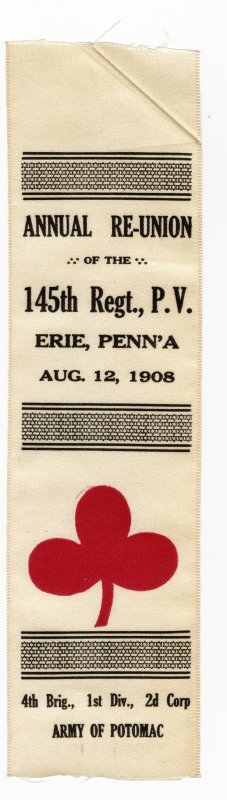 ANNUAL RE-UNION
∴ OF THE ∴
145th Regt., P.V.
ERIE, PENN'A
AUG. 12, 1908
4th Brig., 1st Div., 2d Corp
ARMY OF POTOMAC